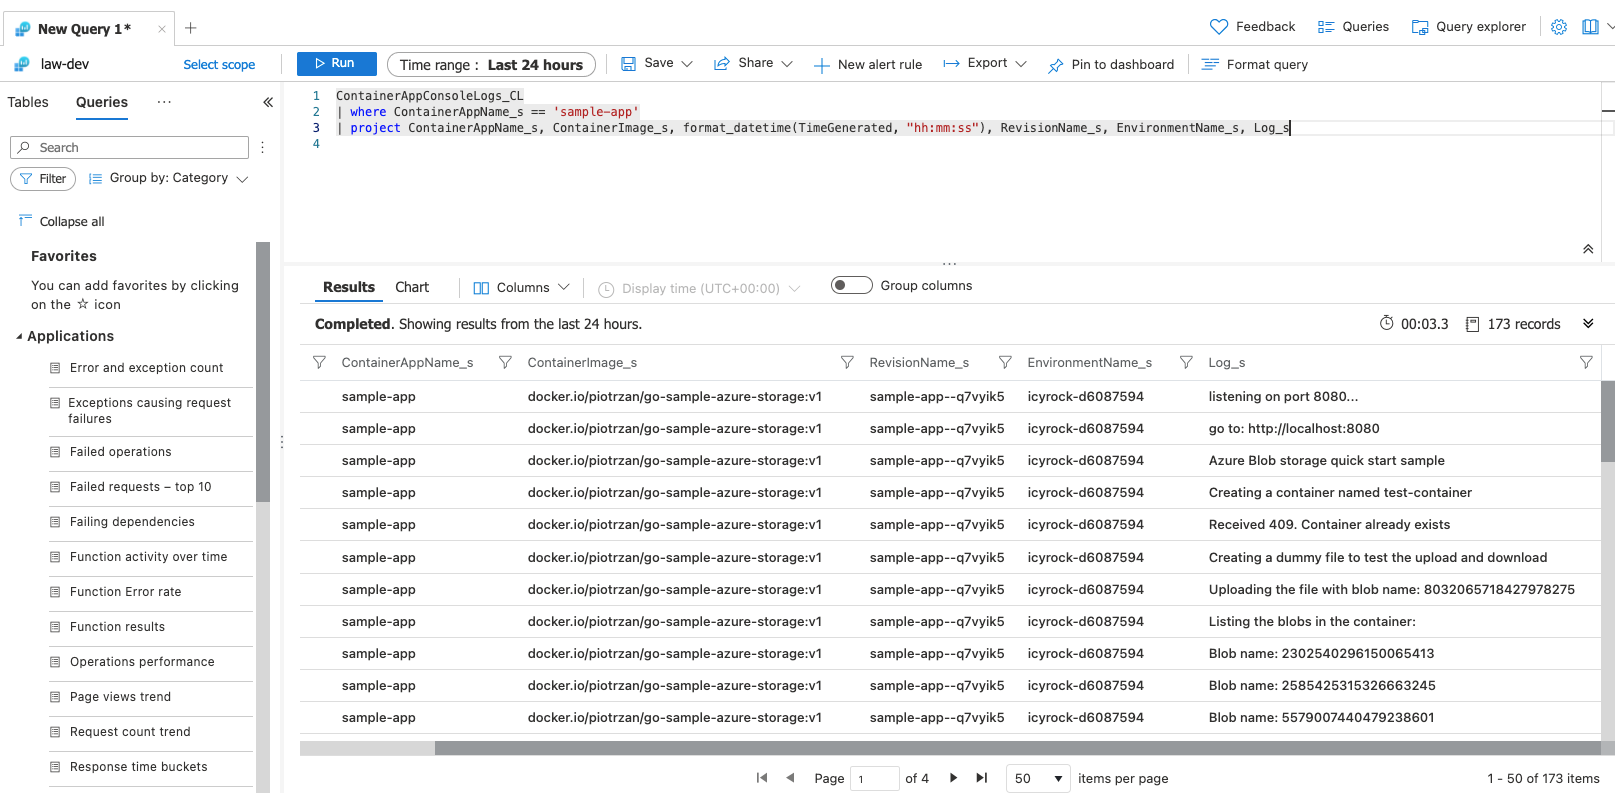 New Query 1*
Feedback
Queries
Query explorer
law-dev
Select scope
Run
Time range : Last 24 hours
Save
Share
New alert rule
Export
Pin to dashboard
Format query
Tables
Queries
...
1 ContainerAppConsoleLogs_CL
2 | where ContainerAppName_s == 'sample-app'
3 | project ContainerAppName_s, ContainerImage_s, format_datetime(TimeGenerated, "hh:mm:ss"), RevisionName_s, EnvironmentName_s, Log_s
4
Search
Filter
Group by: Category
Collapse all
Favorites
You can add favorites by clicking
on the ☆ icon
Applications
Error and exception count
Exceptions causing request
failures
Failed operations
Failed requests – top 10
Failing dependencies
Function activity over time
Function Error rate
Function results
Operations performance
Page views trend
Request count trend
Response time buckets
Results
Chart
Columns
Display time (UTC+00:00)
Group columns
Completed. Showing results from the last 24 hours.
00:03.3
173 records
ContainerAppName_s ContainerImage_s RevisionName_s EnvironmentName_s Log_s
sample-app docker.io/piotrzan/go-sample-azure-storage:v1 sample-app--q7vyik5 icyrock-d6087594 listening on port 8080...
sample-app docker.io/piotrzan/go-sample-azure-storage:v1 sample-app--q7vyik5 icyrock-d6087594 go to: http://localhost:8080
sample-app docker.io/piotrzan/go-sample-azure-storage:v1 sample-app--q7vyik5 icyrock-d6087594 Azure Blob storage quick start sample
sample-app docker.io/piotrzan/go-sample-azure-storage:v1 sample-app--q7vyik5 icyrock-d6087594 Creating a container named test-container
sample-app docker.io/piotrzan/go-sample-azure-storage:v1 sample-app--q7vyik5 icyrock-d6087594 Received 409. Container already exists
sample-app docker.io/piotrzan/go-sample-azure-storage:v1 sample-app--q7vyik5 icyrock-d6087594 Creating a dummy file to test the upload and download
sample-app docker.io/piotrzan/go-sample-azure-storage:v1 sample-app--q7vyik5 icyrock-d6087594 Uploading the file with blob name: 8032065718427978275
sample-app docker.io/piotrzan/go-sample-azure-storage:v1 sample-app--q7vyik5 icyrock-d6087594 Listing the blobs in the container:
sample-app docker.io/piotrzan/go-sample-azure-storage:v1 sample-app--q7vyik5 icyrock-d6087594 Blob name: 2302540296150065413
sample-app docker.io/piotrzan/go-sample-azure-storage:v1 sample-app--q7vyik5 icyrock-d6087594 Blob name: 2585425315326663245
sample-app docker.io/piotrzan/go-sample-azure-storage:v1 sample-app--q7vyik5 icyrock-d6087594 Blob name: 5579007440479238601
Page 1 of 4
50 items per page
1 - 50 of 173 items